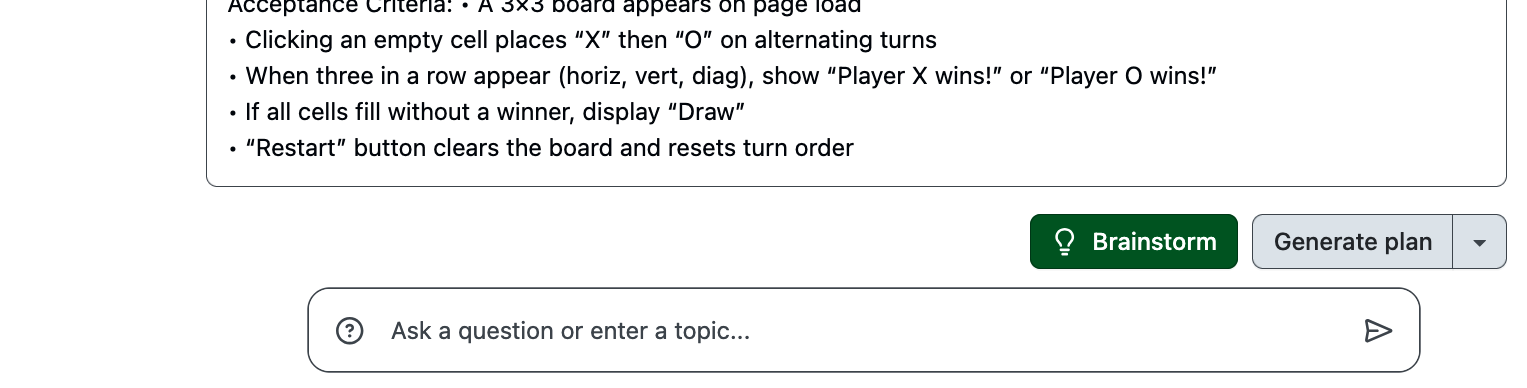 Acceptance Criteria: • A 3×3 board appears on page load
• Clicking an empty cell places “X” then “O” on alternating turns
• When three in a row appear (horiz, vert, diag), show “Player X wins!” or “Player O wins!”
• If all cells fill without a winner, display “Draw”
• “Restart” button clears the board and resets turn order
Brainstorm
Generate plan
Ask a question or enter a topic...